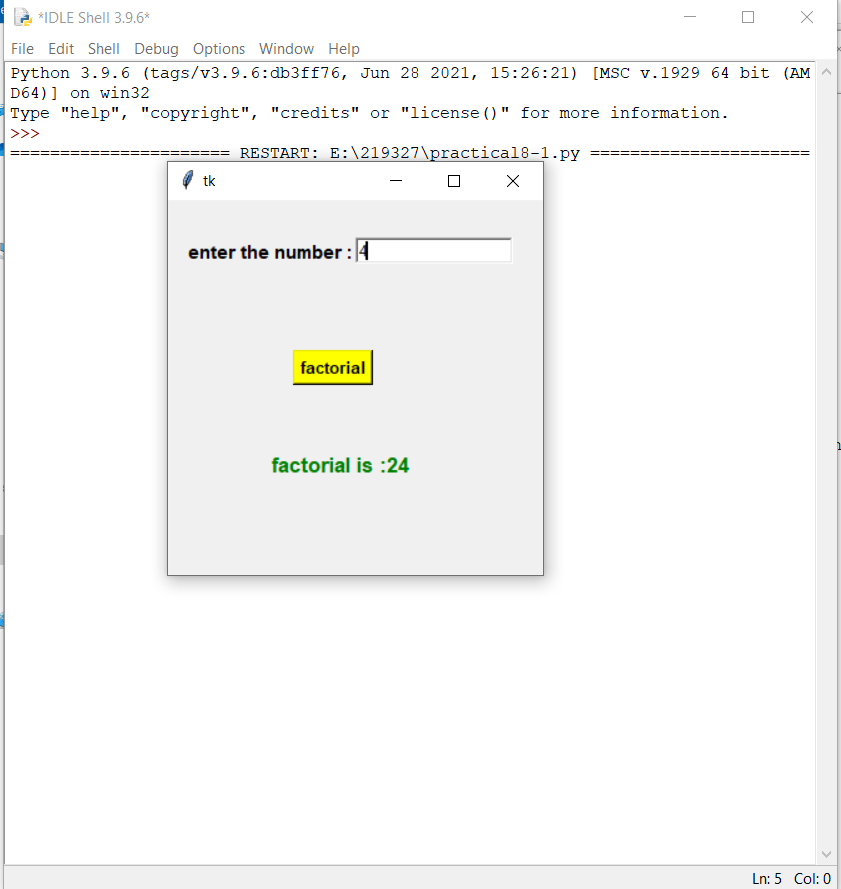 *IDLE Shell 3.9.6*
File Edit Shell Debug Options Window Help
Python 3.9.6 (tags/v3.9.6:db3ff76, Jun 28 2021, 15:26:21) [MSC v.1929 64 bit (AM
D64)] on win32
Type "help", "copyright", "credits" or "license()" for more information.
>>>
====================== RESTART: E:\219327\practical8-1.py ======================
tk
enter the number : 4
factorial
factorial is :24
Ln: 5 Col: 0